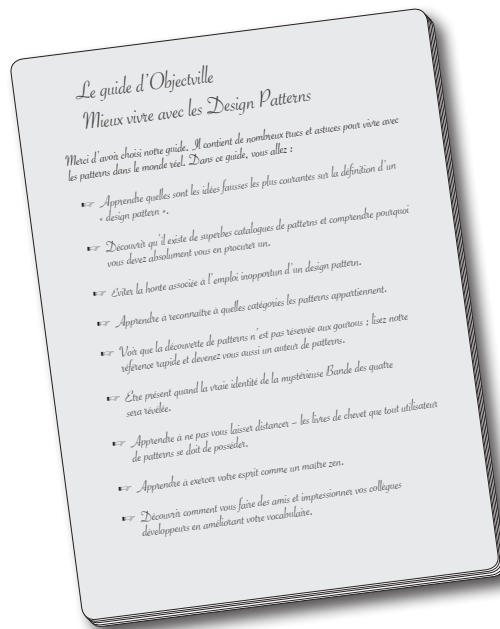 Le guide d'Objectville
Mieux vivre avec les Design Patterns
Merci d'avoir choisi notre guide. Il contient de nombreux trucs et astuces pour vivre avec
les patterns dans le monde réel. Dans ce guide, vous allez :
☞ Apprendre quelles sont les idées fausses les plus courantes sur la définition d'un
« design pattern ».
☞ Découvrir qu'il existe de superbes catalogues de patterns et comprendre pourquoi
vous devez absolument vous en procurer un.
☞ Eviter la honte associée à l'emploi inopportun d'un design pattern.
☞ Apprendre à reconnaître à quelles catégories les patterns appartiennent.
☞ Voir que la découverte de patterns n'est pas réservée aux gourous ; lisez notre
référence rapide et devenez vous aussi un auteur de patterns.
☞ Etre présent quand la vraie identité de la mystérieuse Bande des quatre
sera révélée.
☞ Apprendre à ne pas vous laisser distancer – les livres de chevet que tout utilisateur
de patterns se doit de posséder.
☞ Apprendre à exercer votre esprit comme un maître zen.
☞ Découvrir comment vous faire des amis et impressionner vos collègues
développeurs en améliorant votre vocabulaire.